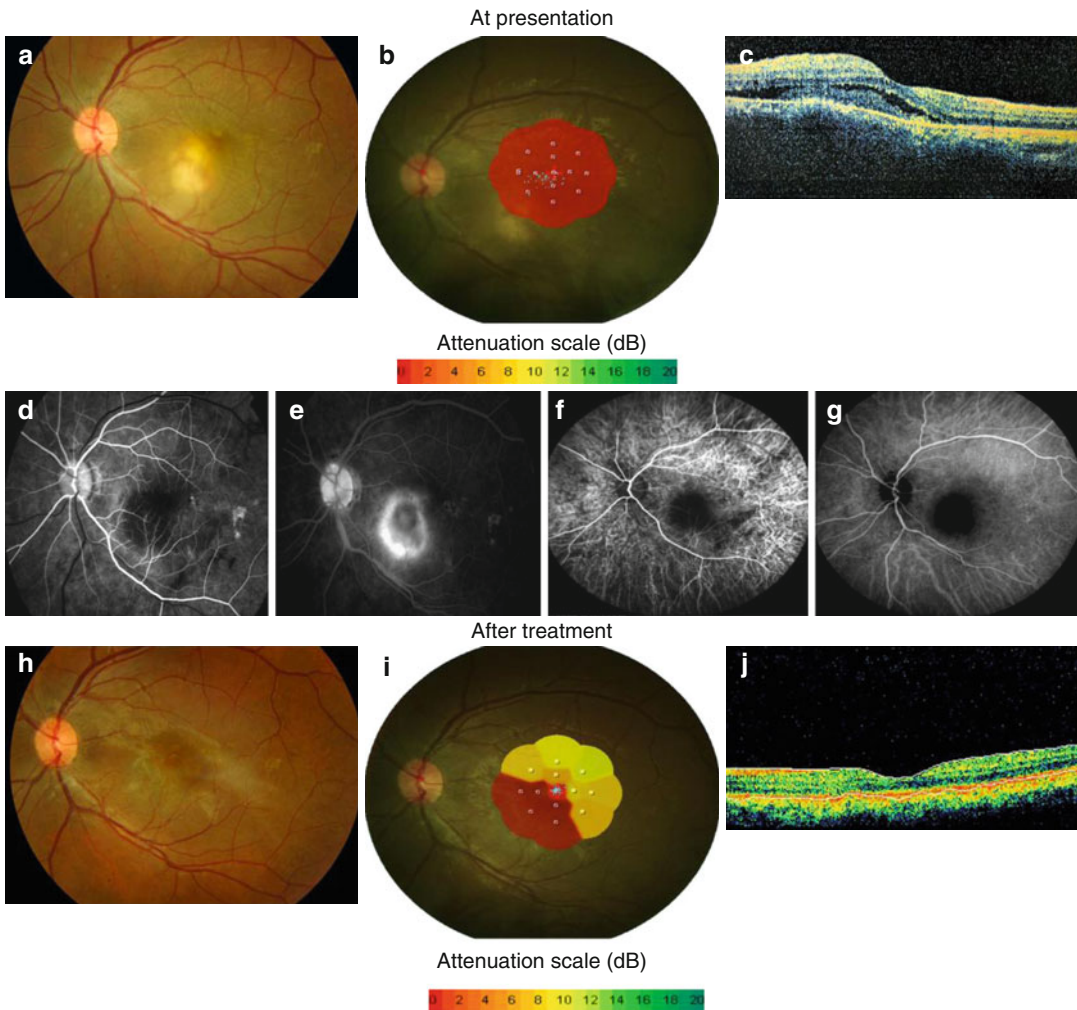 At presentation
a
b
c
Attenuation scale (dB)
0 2 4 6 8 10 12 14 16 18 20
d
e
f
g
After treatment
h
i
j
Attenuation scale (dB)
0 2 4 6 8 10 12 14 16 18 20